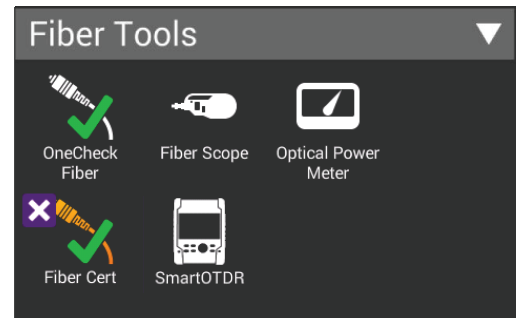 Fiber Tools
OneCheck
Fiber
Fiber Scope
Optical Power
Meter
Fiber Cert
SmartOTDR